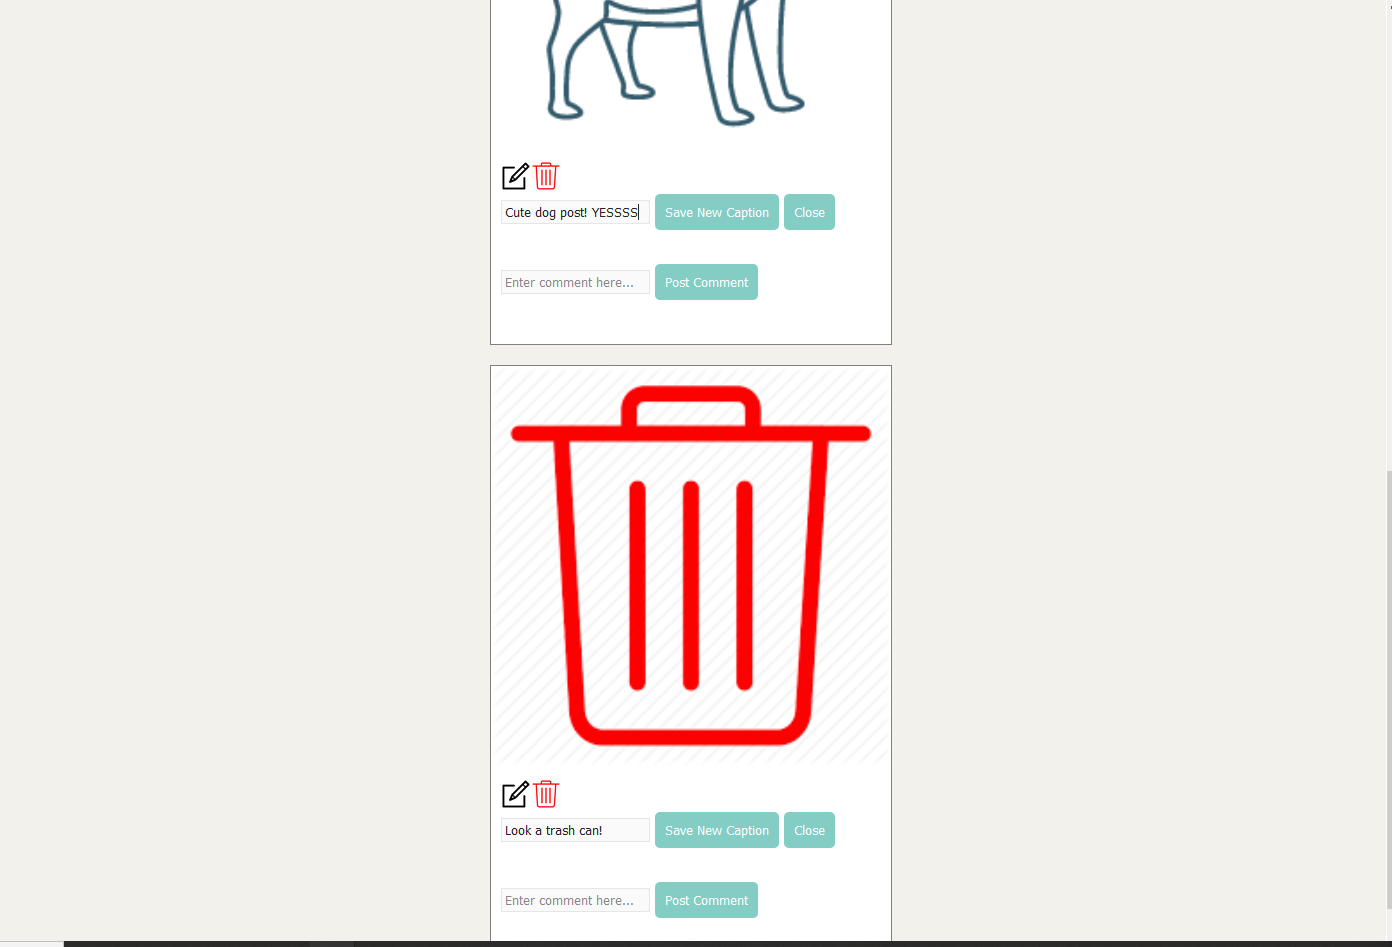 Cute dog post! YESSSS Save New Caption Close
Enter comment here... Post Comment
Look a trash can! Save New Caption Close
Enter comment here... Post Comment